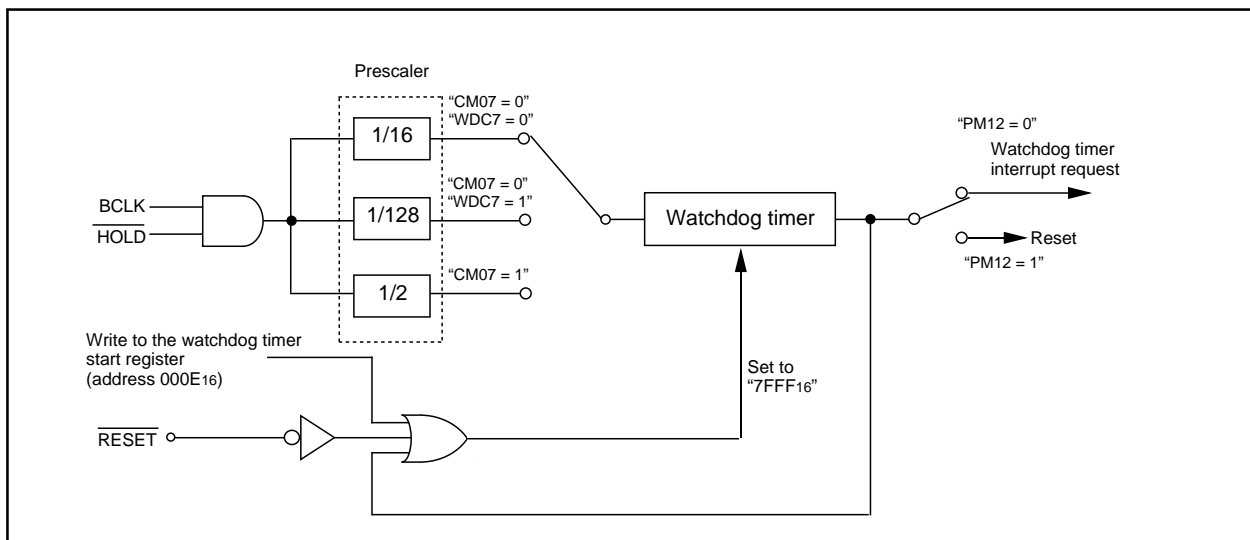 Prescaler
“CM07 = 0”
“WDC7 = 0”
1/16
“PM12 = 0”
Watchdog timer
interrupt request
“CM07 = 0”
“WDC7 = 1”
BCLK
HOLD
1/128
Watchdog timer
Reset
“PM12 = 1”
“CM07 = 1”
1/2
Write to the watchdog timer
start register
(address 000E16)
Set to
“7FFF16”
RESET